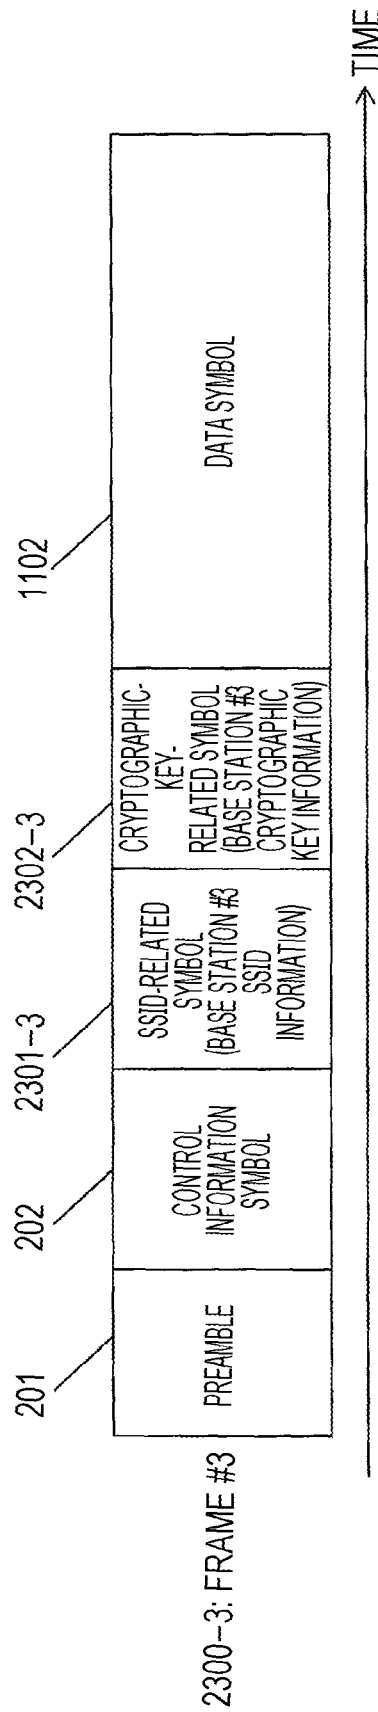 201
202
2301-3
2302-3
1102
2300-3: FRAME #3
PREAMBLE
CONTROL
INFORMATION
SYMBOL
SSID-RELATED
SYMBOL
(BASE STATION #3
SSID
INFORMATION)
CRYPTOGRAPHIC-
KEY-
RELATED SYMBOL
(BASE STATION #3
CRYPTOGRAPHIC
KEY INFORMATION)
DATA SYMBOL
TIME